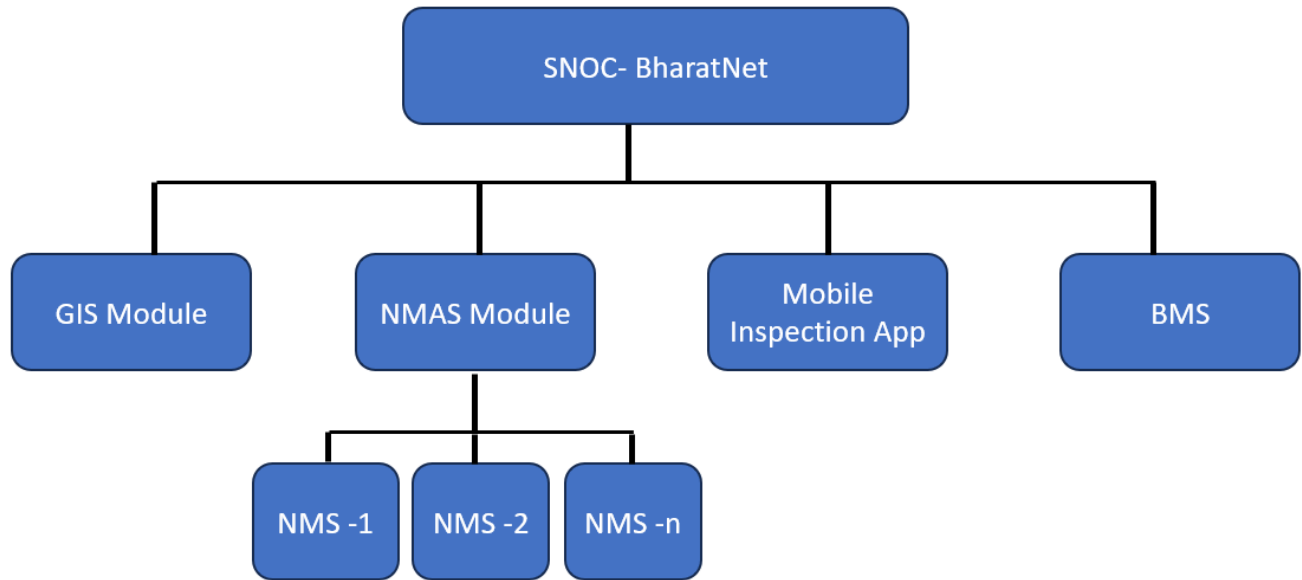 SNOC- BharatNet
GIS Module
NMAS Module
Mobile
Inspection App
BMS
NMS -1
NMS -2
NMS -n